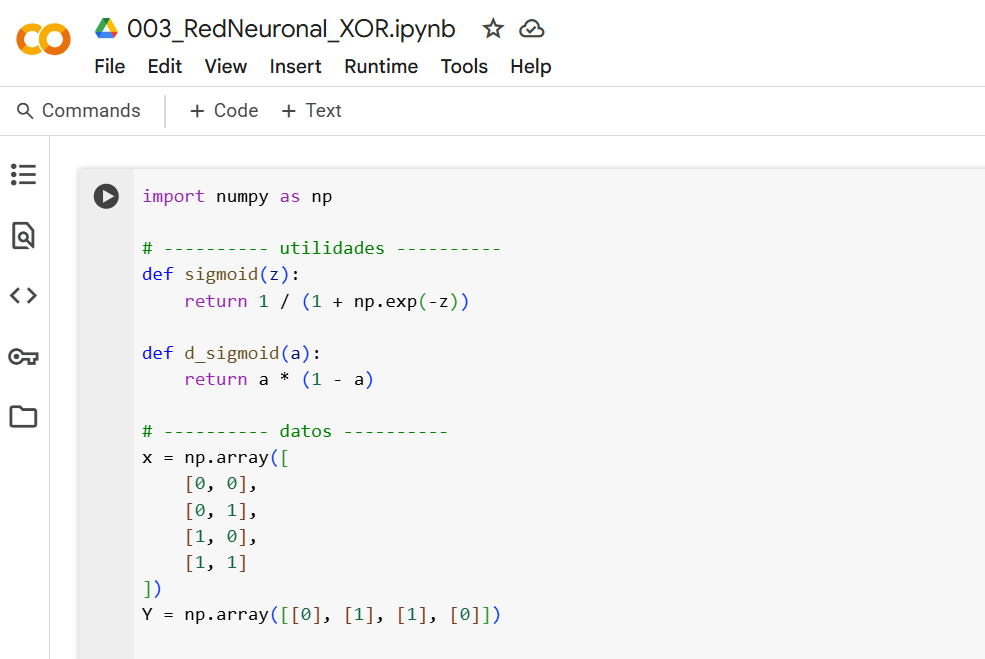 003_RedNeuronal_XOR.ipynb
File Edit View Insert Runtime Tools Help
Commands + Code + Text
import numpy as np
# ---------- utilidades ----------
def sigmoid(z):
    return 1 / (1 + np.exp(-z))
def d_sigmoid(a):
    return a * (1 - a)
# ---------- datos ----------
x = np.array([
    [0, 0],
    [0, 1],
    [1, 0],
    [1, 1]
])
Y = np.array([[0], [1], [1], [0]])